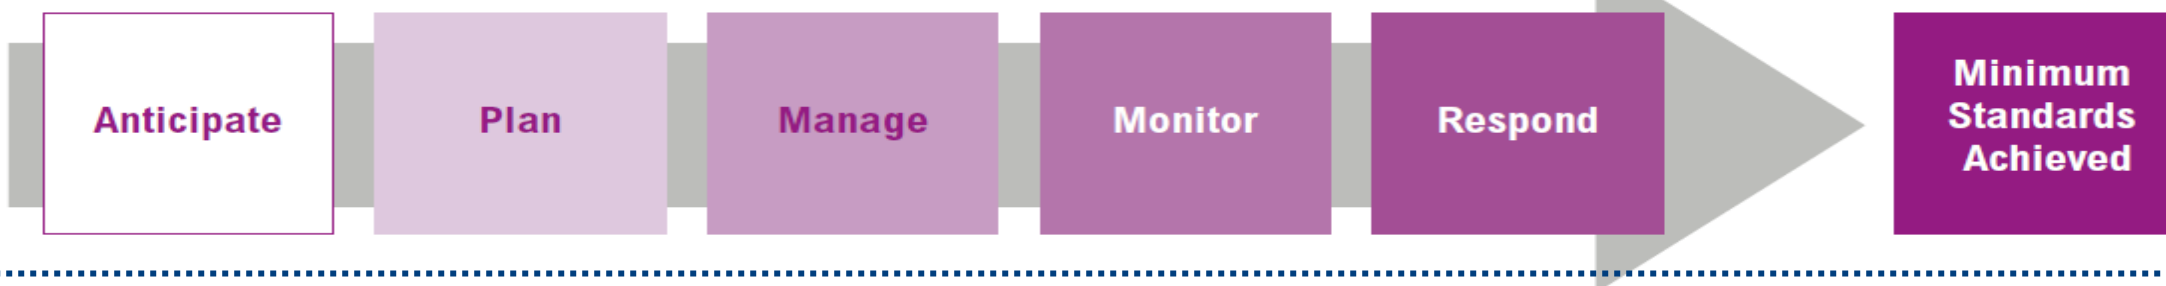 Anticipate
Plan
Manage
Monitor
Respond
Minimum
Standards
Achieved